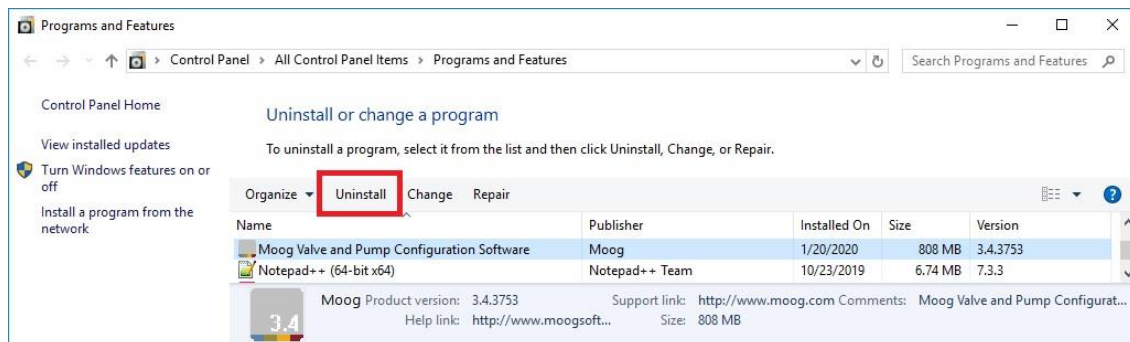 Programs and Features
Control Panel > All Control Panel Items > Programs and Features
Search Programs and Features
Control Panel Home
View installed updates
Turn Windows features on or
off
Install a program from the
network
Uninstall or change a program
To uninstall a program, select it from the list and then click Uninstall, Change, or Repair.
Organize Uninstall Change Repair
Name Publisher Installed On Size Version
Moog Valve and Pump Configuration Software Moog 1/20/2020 808 MB 3.4.3753
Notepad++ (64-bit x64) Notepad++ Team 10/23/2019 6.74 MB 7.3.3
3.4
Moog Product version: 3.4.3753 Support link: http://www.moog.com Comments: Moog Valve and Pump Configurat...
Help link: http://www.moogsoft... Size: 808 MB